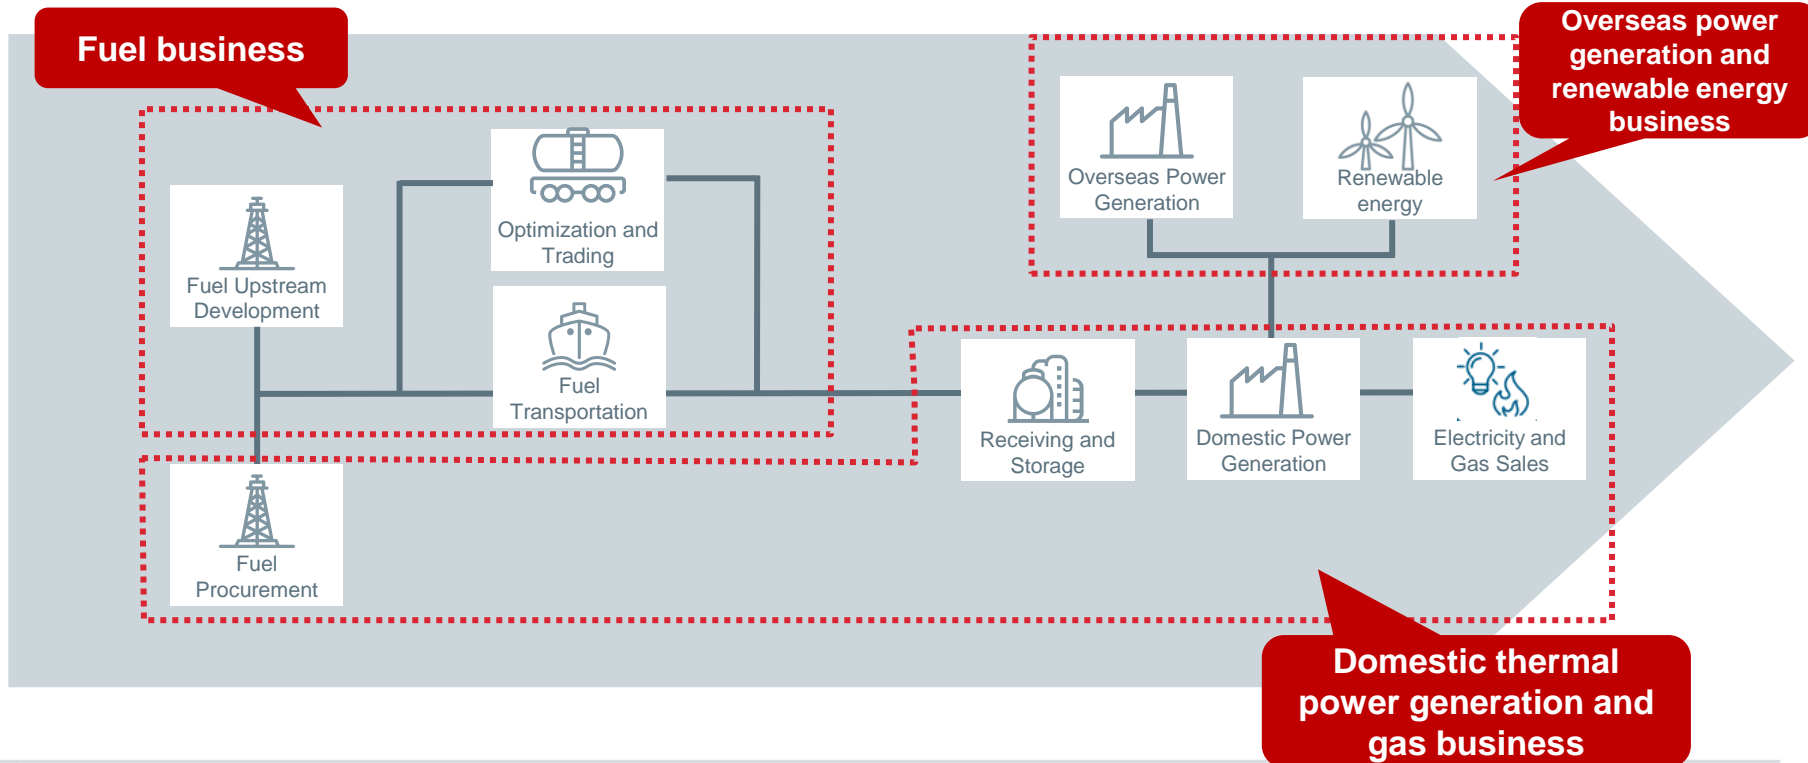 Fuel business
Overseas power
generation and
renewable energy
business
Overseas Power
Generation
Renewable
energy
Optimization and
Trading
Fuel Upstream
Development
Fuel
Transportation
Receiving and
Storage
Domestic Power
Generation
Electricity and
Gas Sales
Fuel
Procurement
Domestic thermal
power generation and
gas business